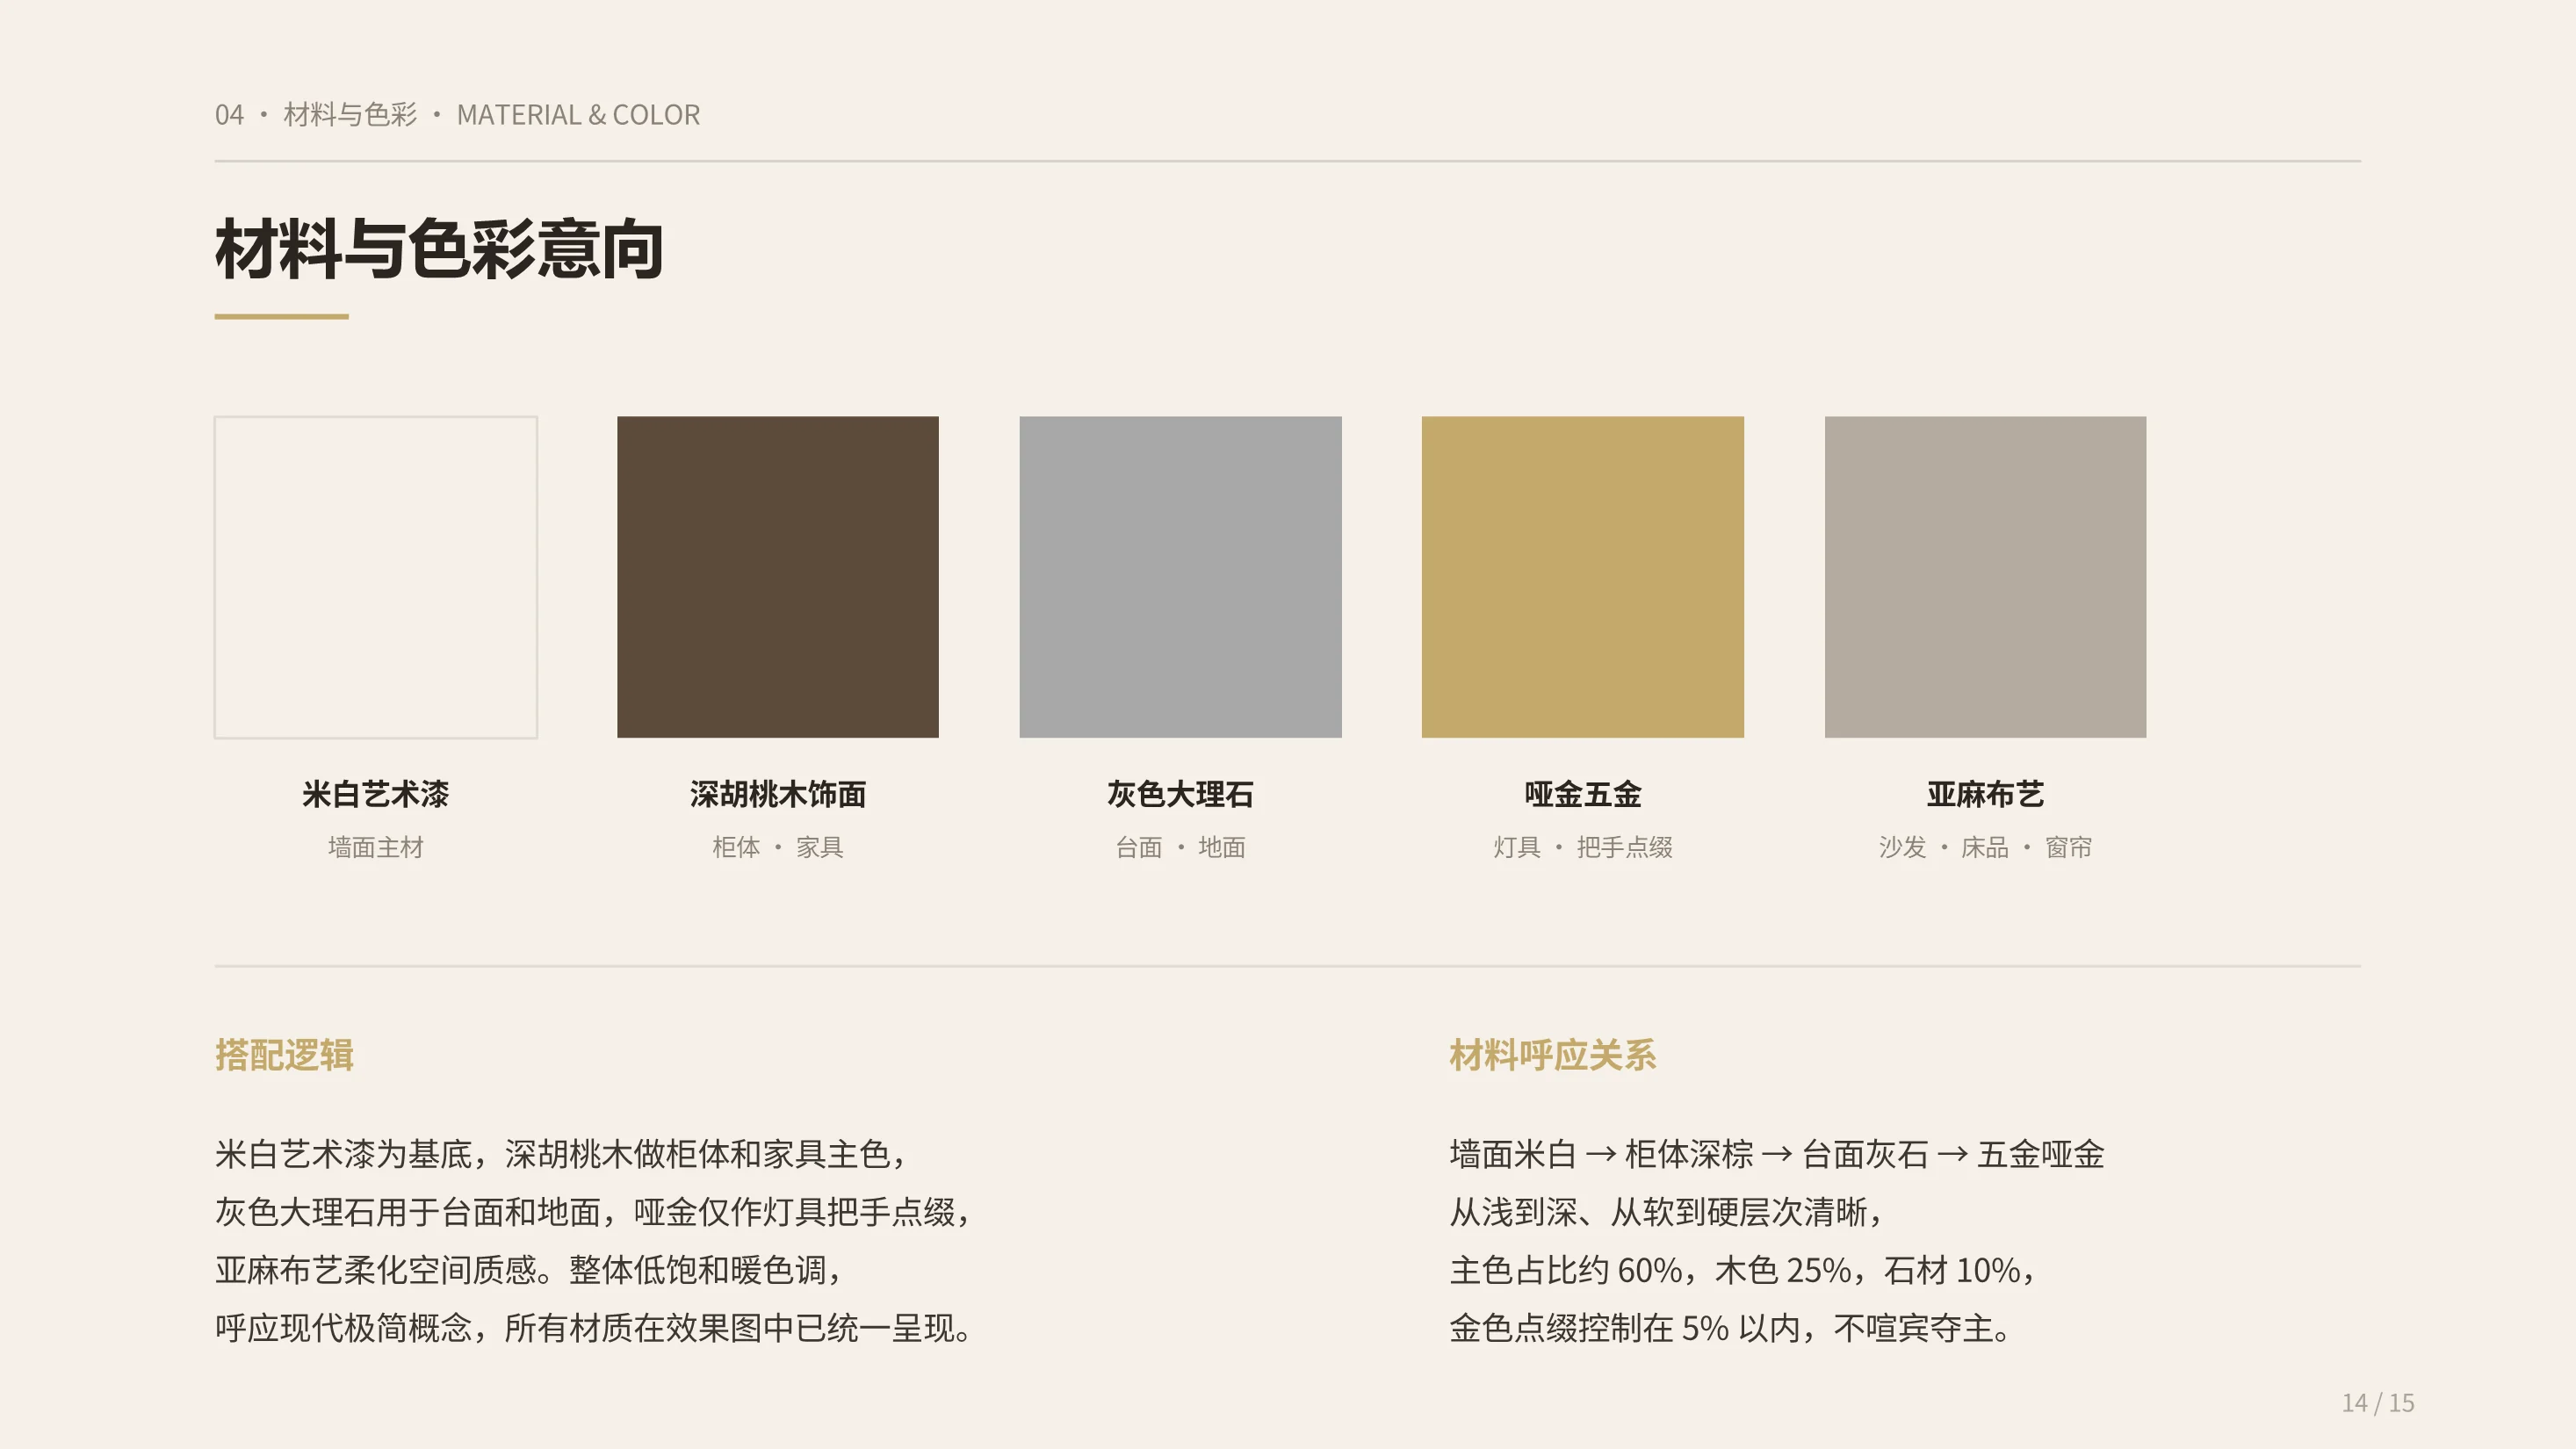 04 · 材料与色彩 · MATERIAL & COLOR
材料与色彩意向
米白艺术漆
墙面主材
深胡桃木饰面
柜体 · 家具
灰色大理石
台面 · 地面
哑金五金
灯具 · 把手点缀
亚麻布艺
沙发 · 床品 · 窗帘
搭配逻辑
米白艺术漆为基底，深胡桃木做柜体和家具主色，
灰色大理石用于台面和地面，哑金仅作灯具把手点缀，
亚麻布艺柔化空间质感。整体低饱和暖色调，
呼应现代极简概念，所有材质在效果图中已统一呈现。
材料呼应关系
墙面米白 → 柜体深棕 → 台面灰石 → 五金哑金
从浅到深、从软到硬层次清晰，
主色占比约 60%，木色 25%，石材 10%，
金色点缀控制在 5% 以内，不喧宾夺主。
14 / 15